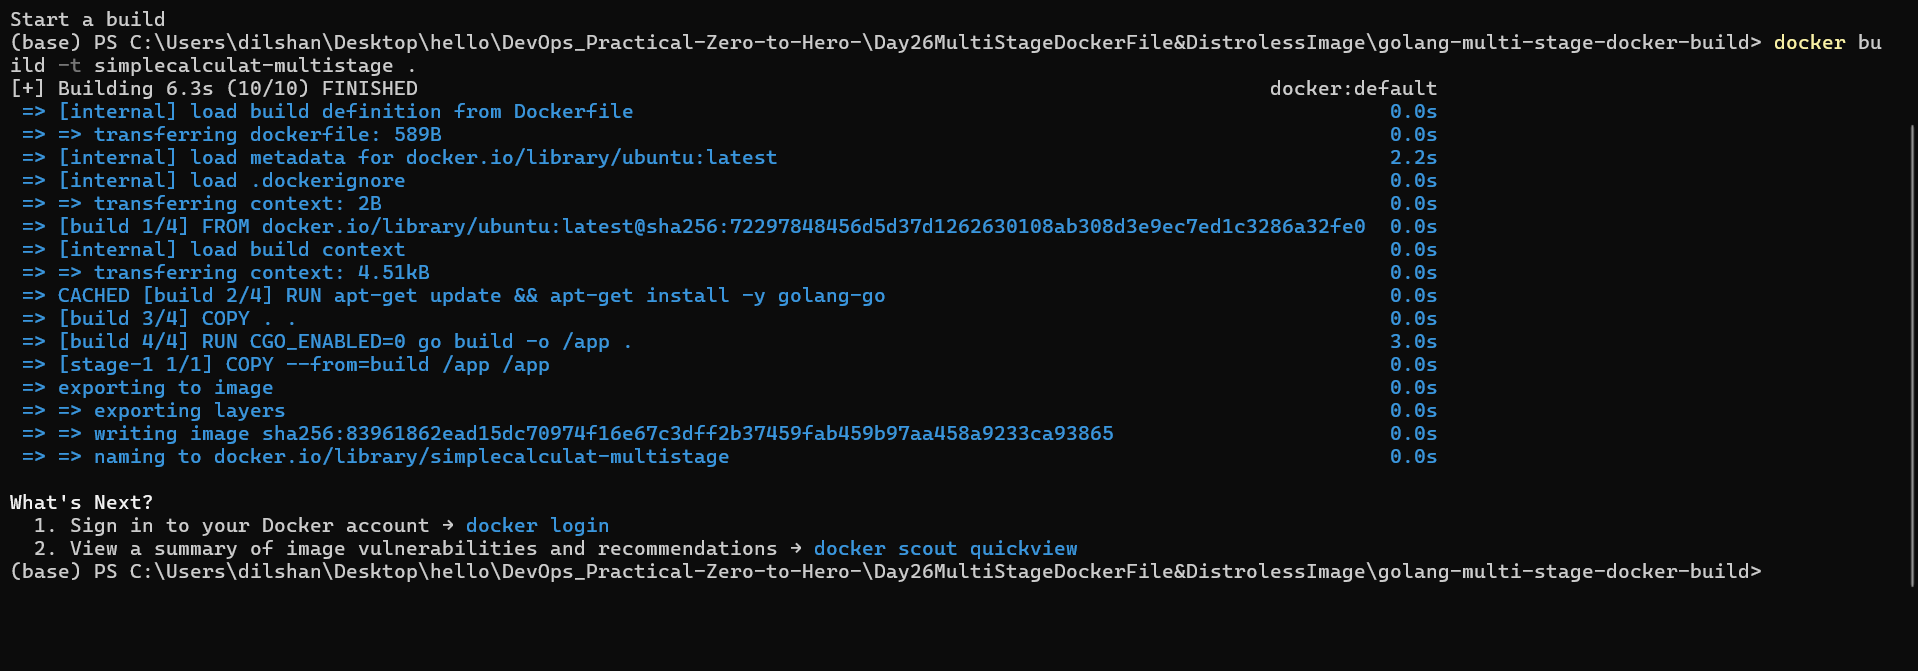 Start a build
(base) PS C:\Users\dilshan\Desktop\hello\DevOps_Practical-Zero-to-Hero-\Day26MultiStageDockerFile&DistrolessImage\golang-multi-stage-docker-build> docker bu
ild -t simplecalculat-multistage .
[+] Building 6.3s (10/10) FINISHED docker:default
=> [internal] load build definition from Dockerfile 0.0s
=> => transferring dockerfile: 589B 0.0s
=> [internal] load metadata for docker.io/library/ubuntu:latest 2.2s
=> [internal] load .dockerignore 0.0s
=> => transferring context: 2B 0.0s
=> [build 1/4] FROM docker.io/library/ubuntu:latest@sha256:72297848456d5d37d1262630108ab308d3e9ec7ed1c3286a32fe0 0.0s
=> [internal] load build context 0.0s
=> => transferring context: 4.51kB 0.0s
=> CACHED [build 2/4] RUN apt-get update && apt-get install -y golang-go 0.0s
=> [build 3/4] COPY . . 0.0s
=> [build 4/4] RUN CGO_ENABLED=0 go build -o /app . 3.0s
=> [stage-1 1/1] COPY --from=build /app /app 0.0s
=> exporting to image 0.0s
=> => exporting layers 0.0s
=> => writing image sha256:83961862ead15dc70974f16e67c3dff2b37459fab459b97aa458a9233ca93865 0.0s
=> => naming to docker.io/library/simplecalculat-multistage 0.0s
What's Next?
1. Sign in to your Docker account → docker login
2. View a summary of image vulnerabilities and recommendations → docker scout quickview
(base) PS C:\Users\dilshan\Desktop\hello\DevOps_Practical-Zero-to-Hero-\Day26MultiStageDockerFile&DistrolessImage\golang-multi-stage-docker-build>